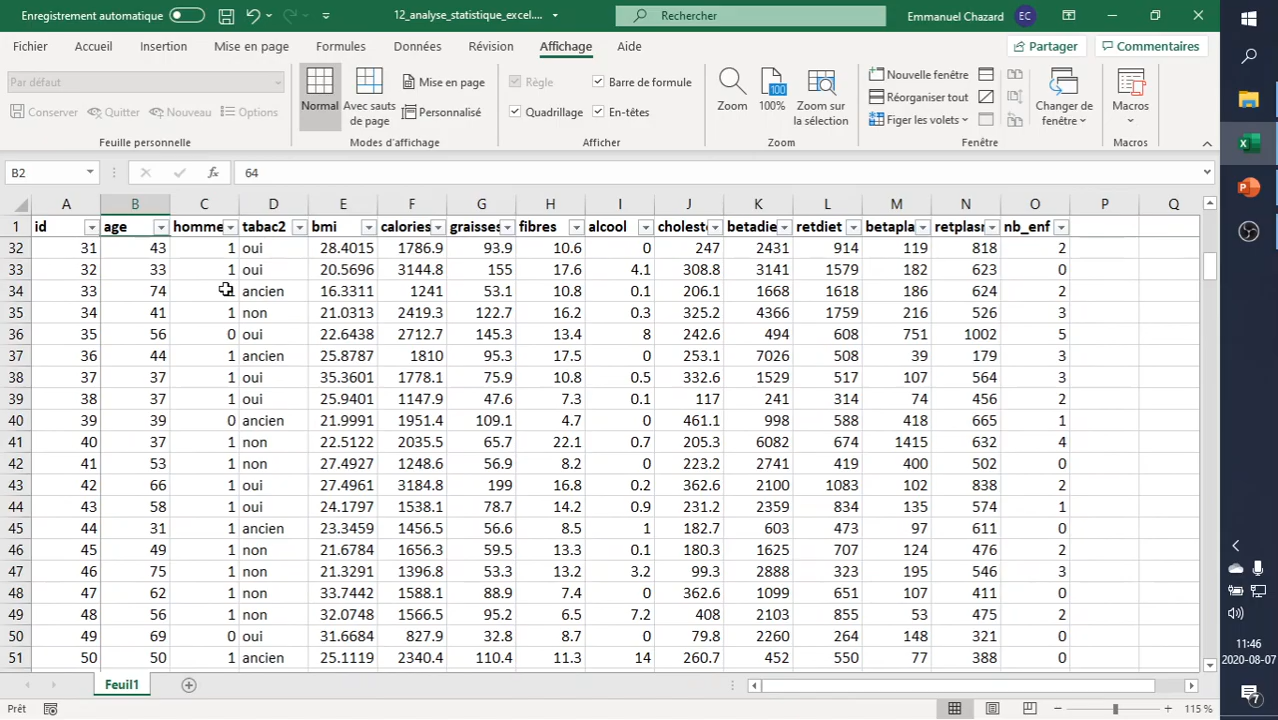 Enregistrement automatique 12_analyse_statistique_excel.... Rechercher Emmanuel Chazard EC
Fichier Accueil Insertion Mise en page Formules Données Révision Affichage Aide Partager Commentaires
Par défaut
Conserver Quitter Nouveau Options
Feuille personnelle
Normal
Avec sauts de page
Mise en page
Personnalisé
Modes d'affichage
Règle Barre de formule
Quadrillage En-têtes
Afficher
Zoom
100
100%
Zoom sur la sélection
Zoom
Nouvelle fenêtre
Réorganiser tout
Figer les volets
Changer de fenêtre
Fenêtre
Macros
Macros
B2 fx 64
A B C D E F G H I J K L M N O P Q
1 id age homme tabac2 bmi calories graisses fibres alcool cholest betadie retdiet betapla retplasr nb_enf
32 31 43 1 oui 28.4015 1786.9 93.9 10.6 0 247 2431 914 119 818 2
33 32 33 1 oui 20.5696 3144.8 155 17.6 4.1 308.8 3141 1579 182 623 0
34 33 74 ancien 16.3311 1241 53.1 10.8 0.1 206.1 1668 1618 186 624 2
35 34 41 1 non 21.0313 2419.3 122.7 16.2 0.3 325.2 4366 1759 216 526 3
36 35 56 0 oui 22.6438 2712.7 145.3 13.4 8 242.6 494 608 751 1002 5
37 36 44 1 ancien 25.8787 1810 95.3 17.5 0 253.1 7026 508 39 179 3
38 37 37 1 oui 35.3601 1778.1 75.9 10.8 0.5 332.6 1529 517 107 564 3
39 38 37 1 oui 25.9401 1147.9 47.6 7.3 0.1 117 241 314 74 456 2
40 39 39 0 ancien 21.9991 1951.4 109.1 4.7 0 461.1 998 588 418 665 1
41 40 37 1 non 22.5122 2035.5 65.7 22.1 0.7 205.3 6082 674 1415 632 4
42 41 53 1 non 27.4927 1248.6 56.9 8.2 0 223.2 2741 419 400 502 0
43 42 66 1 oui 27.4961 3184.8 199 16.8 0.2 362.6 2100 1083 102 838 2
44 43 58 1 oui 24.1797 1538.1 78.7 14.2 0.9 231.2 2359 834 135 574 1
45 44 31 1 ancien 23.3459 1456.5 56.6 8.5 1 182.7 603 473 97 611 0
46 45 49 1 non 21.6784 1656.3 59.5 13.3 0.1 180.3 1625 707 124 476 2
47 46 75 1 non 21.3291 1396.8 53.3 13.2 3.2 99.3 2888 323 195 546 3
48 47 62 1 non 33.7442 1588.1 88.9 7.4 0 362.6 1099 651 107 411 0
49 48 56 1 non 32.0748 1566.5 95.2 6.5 7.2 408 2103 855 53 475 2
50 49 69 0 oui 31.6684 827.9 32.8 8.7 0 79.8 2260 264 148 321 0
51 50 50 1 ancien 25.1119 2340.4 110.4 11.3 14 260.7 452 550 77 388 0
Feuil1
Prêt 115 %
11:46
2020-08-07
7